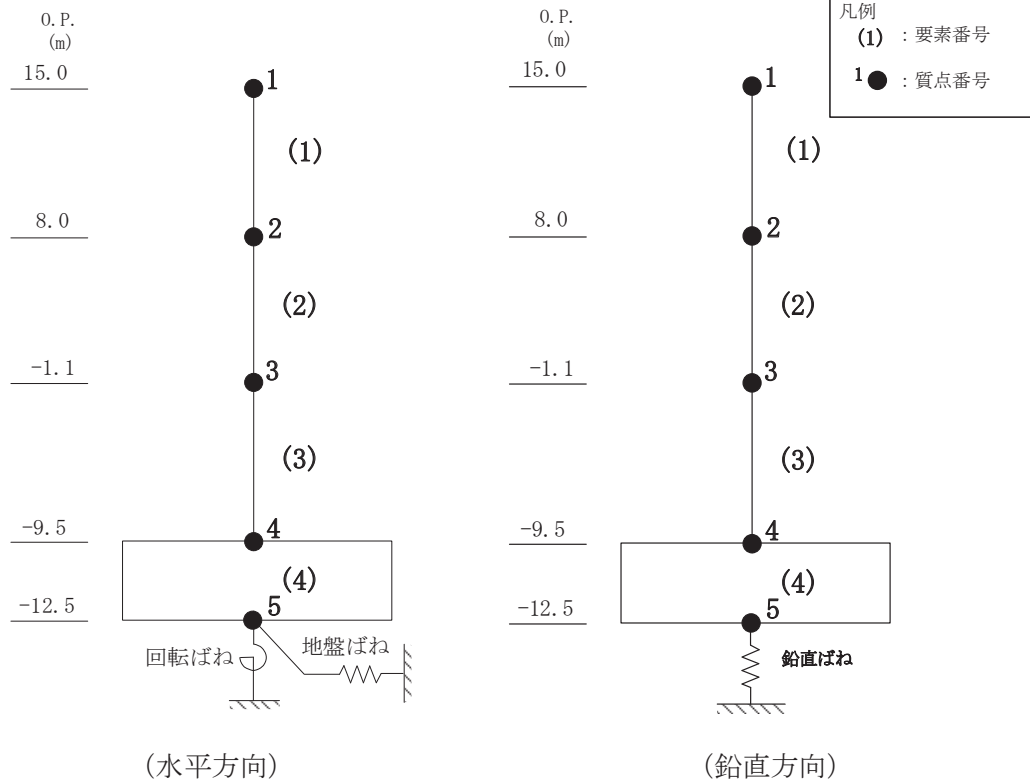 O.P.
(m)
15.0
8.0
-1.1
-9.5
-12.5
1
(1)
2
(2)
3
(3)
4
(4)
5
回転ばね
地盤ばね
(水平方向)
O.P.
(m)
15.0
8.0
-1.1
-9.5
-12.5
1
(1)
2
(2)
3
(3)
4
(4)
5
鉛直ばね
(鉛直方向)
凡例
(1) : 要素番号
1 : 質点番号